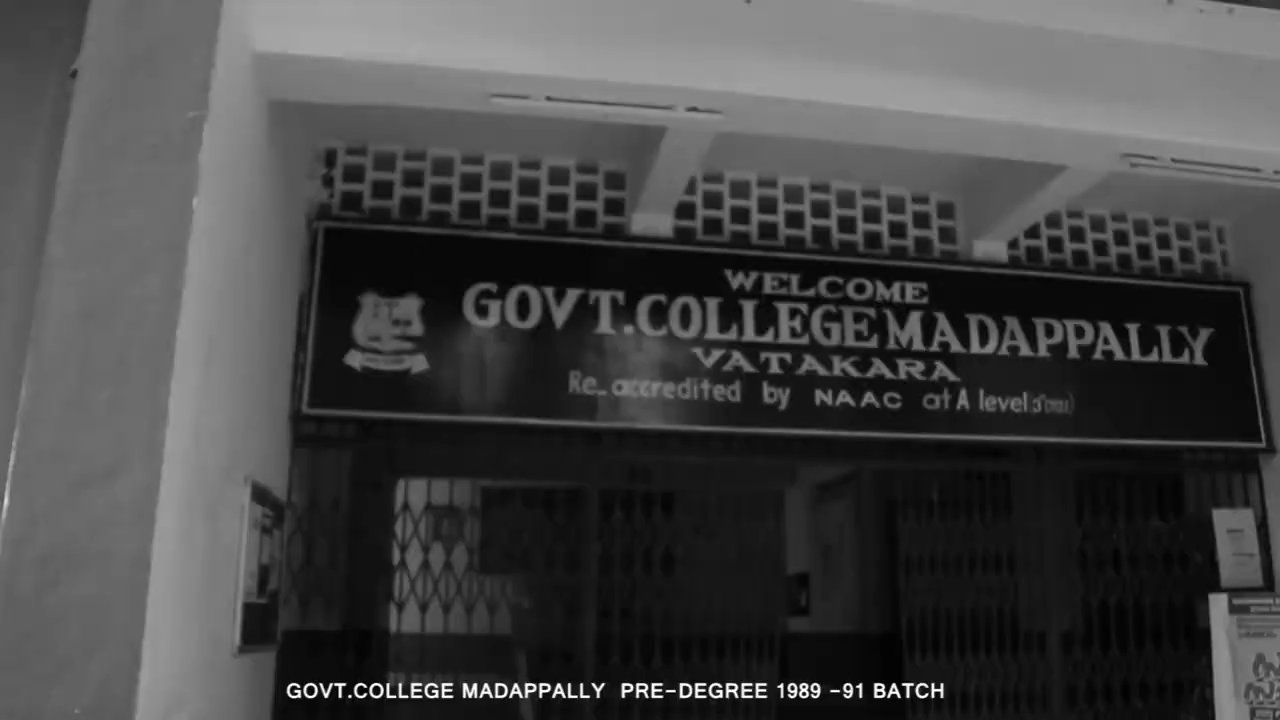 WELCOME
GOVT.COLLEGE MADAPPALLY
VATAKARA
Re_accredited by NAAC at A level
GOVT.COLLEGE MADAPPALLY PRE-DEGREE 1989 -91 BATCH